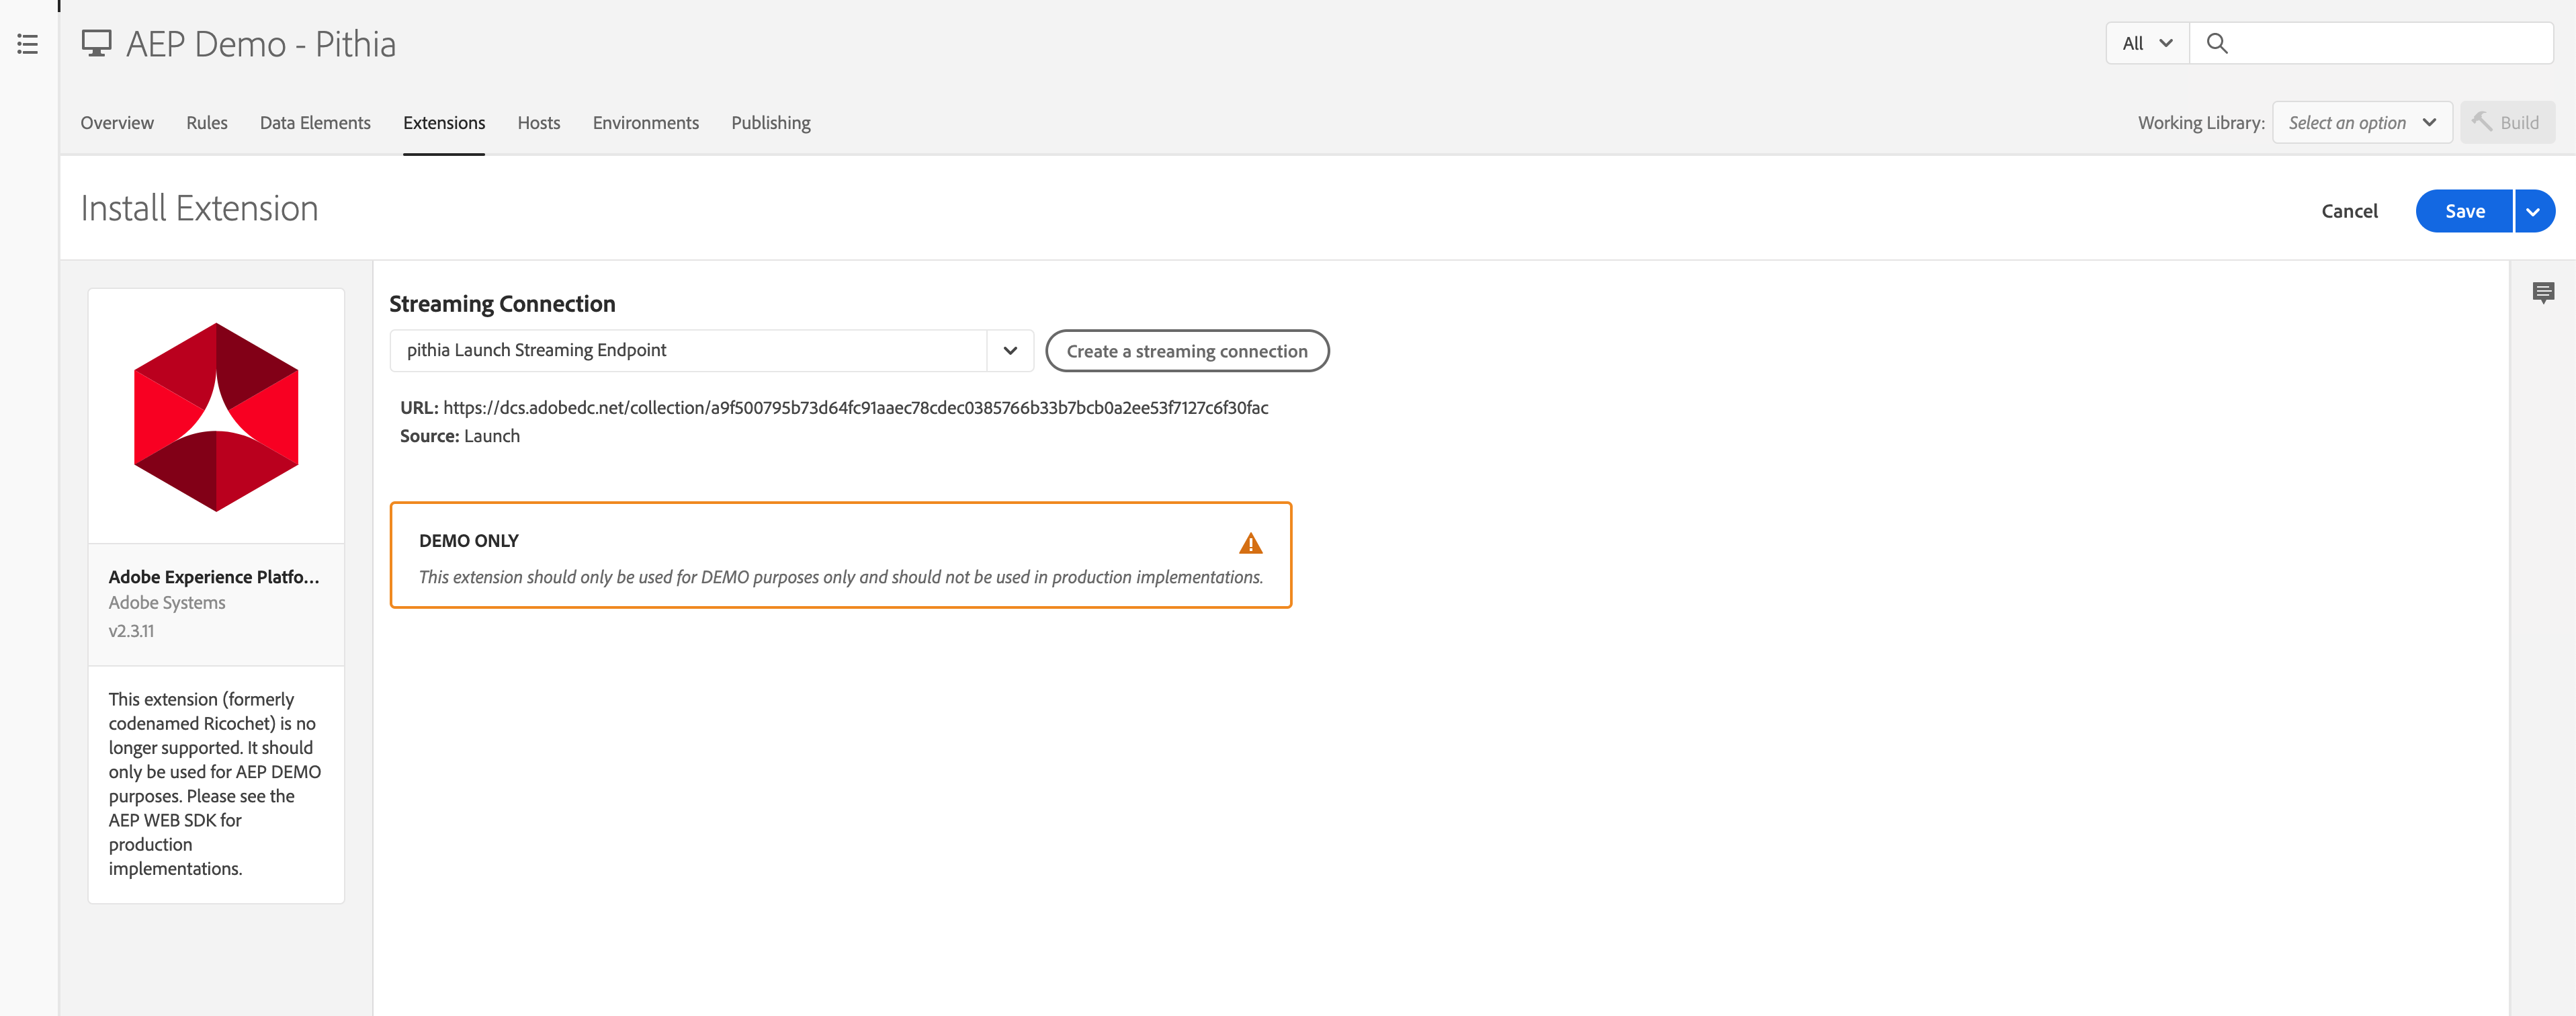 AEP Demo - Pithia
All
Overview Rules Data Elements Extensions Hosts Environments Publishing
Working Library: Select an option Build
Install Extension
Cancel Save
Streaming Connection
pithia Launch Streaming Endpoint
Create a streaming connection
URL: https://dcs.adobedc.net/collection/a9f500795b73d64fc91aaec78cdec0385766b33b7bcb0a2ee53f7127c6f30fac
Source: Launch
DEMO ONLY
This extension should only be used for DEMO purposes only and should not be used in production implementations.
Adobe Experience Platfo...
Adobe Systems
v2.3.11
This extension (formerly
codenamed Ricochet) is no
longer supported. It should
only be used for AEP DEMO
purposes. Please see the
AEP WEB SDK for
production
implementations.